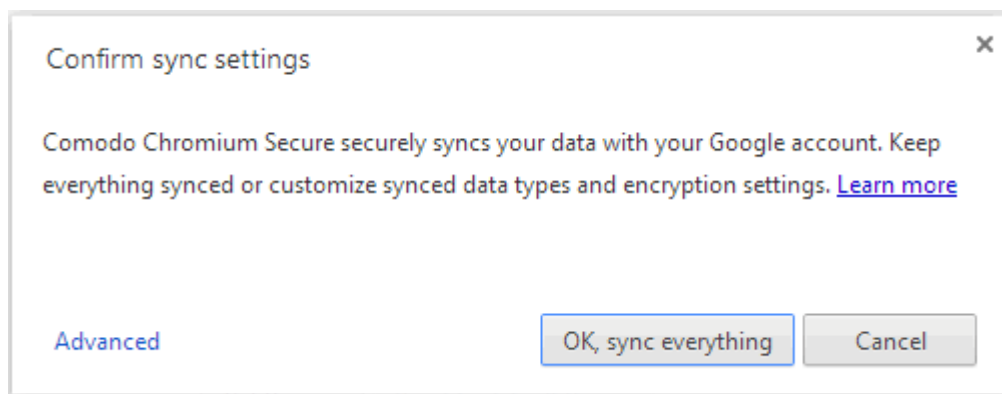 Confirm sync settings
Comodo Chromium Secure securely syncs your data with your Google account. Keep
everything synced or customize synced data types and encryption settings. Learn more
Advanced
OK, sync everything
Cancel